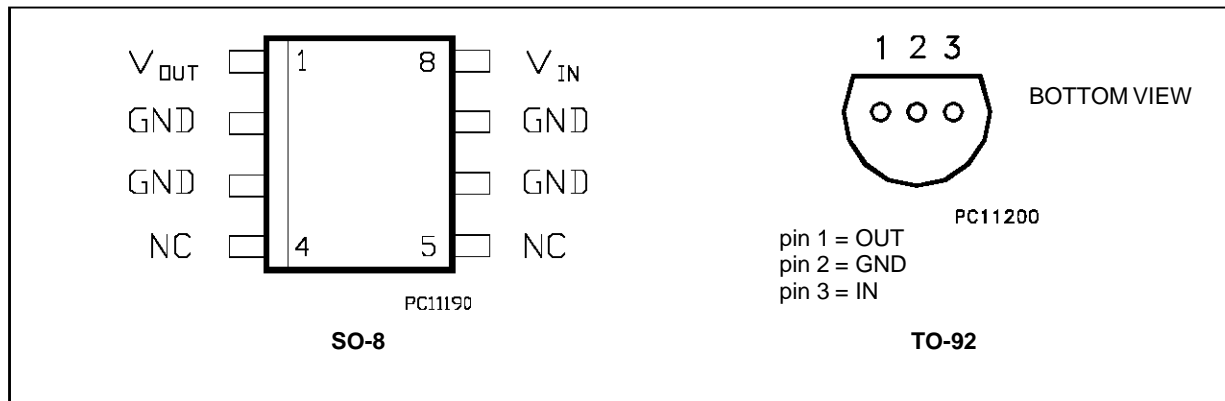 V OUT 1 8 V IN
GND GND
GND GND
NC 4 5 NC
PC11190
SO-8
1 2 3
BOTTOM VIEW
PC11200
pin 1 = OUT
pin 2 = GND
pin 3 = IN
TO-92